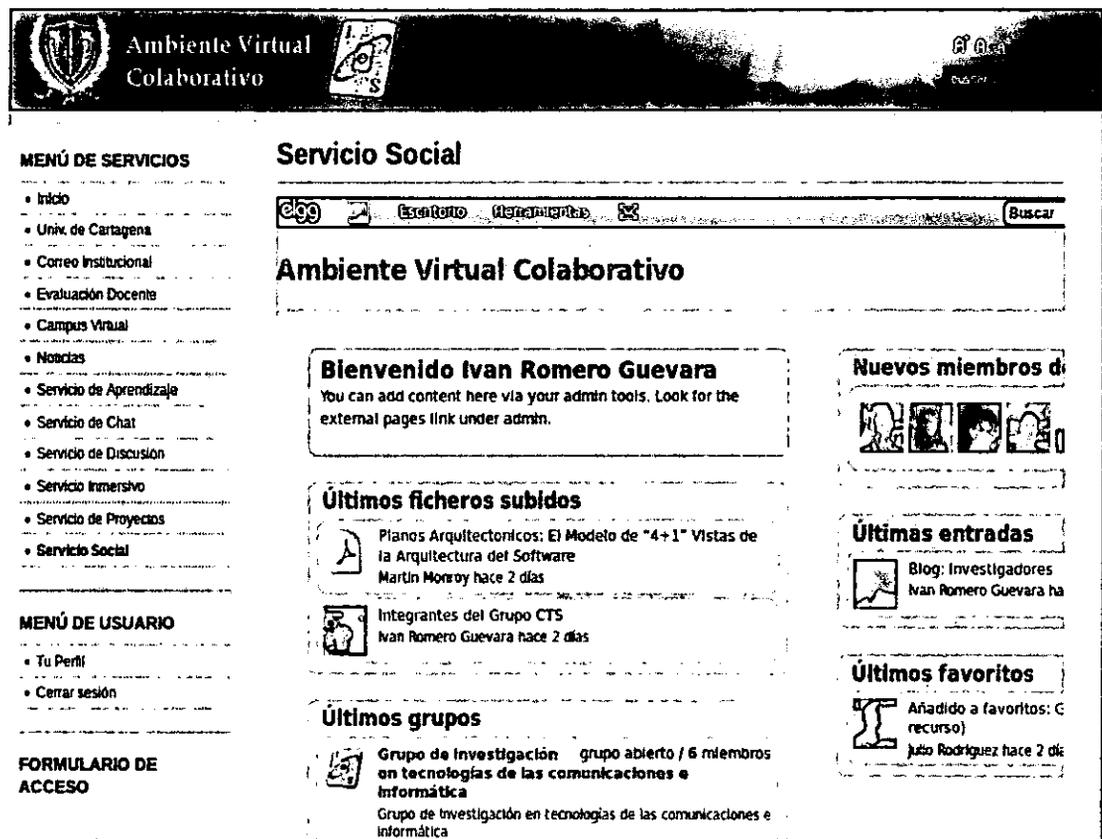 Ambiente Virtual
Colaborativo
MENÚ DE SERVICIOS
• Inicio
• Univ. de Cartagena
• Correo Institucional
• Evaluación Docente
• Campus Virtual
• Noticias
• Servicio de Aprendizaje
• Servicio de Chat
• Servicio de Discusión
• Servicio Inmersivo
• Servicio de Proyectos
• Servicio Social
MENÚ DE USUARIO
• Tu Perfil
• Cerrar sesión
FORMULARIO DE
ACCESO
Servicio Social
elgg Escritorio Herramientas Buscar
Ambiente Virtual Colaborativo
Bienvenido Ivan Romero Guevara
You can add content here via your admin tools. Look for the
external pages link under admin.
Últimos ficheros subidos
Planos Arquitectonicos: El Modelo de "4+1" Vistas de
la Arquitectura del Software
Martin Monroy hace 2 días
Integrantes del Grupo CTS
Ivan Romero Guevara hace 2 días
Últimos grupos
Grupo de Investigación grupo abierto / 6 miembros
en tecnologías de las comunicaciones e
informática
Grupo de Investigación en tecnologías de las comunicaciones e
informática
Nuevos miembros d
Últimas entradas
Blog: Investigadores
Ivan Romero Guevara ha
Últimos favoritos
Añadido a favoritos: G
recurso)
Julio Rodríguez hace 2 día